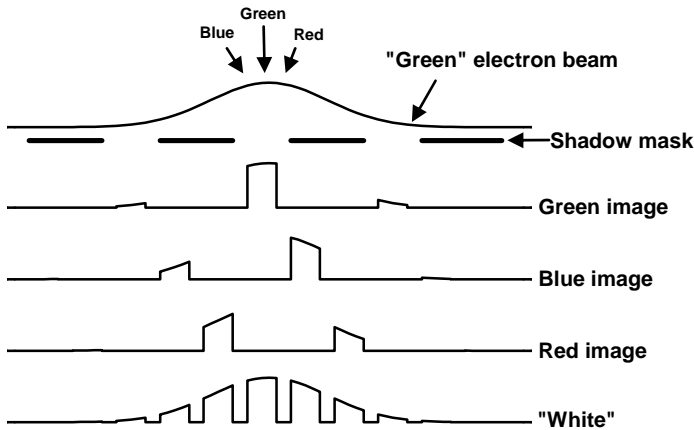 Green
Blue
Red
"Green" electron beam
Shadow mask
Green image
Blue image
Red image
"White"